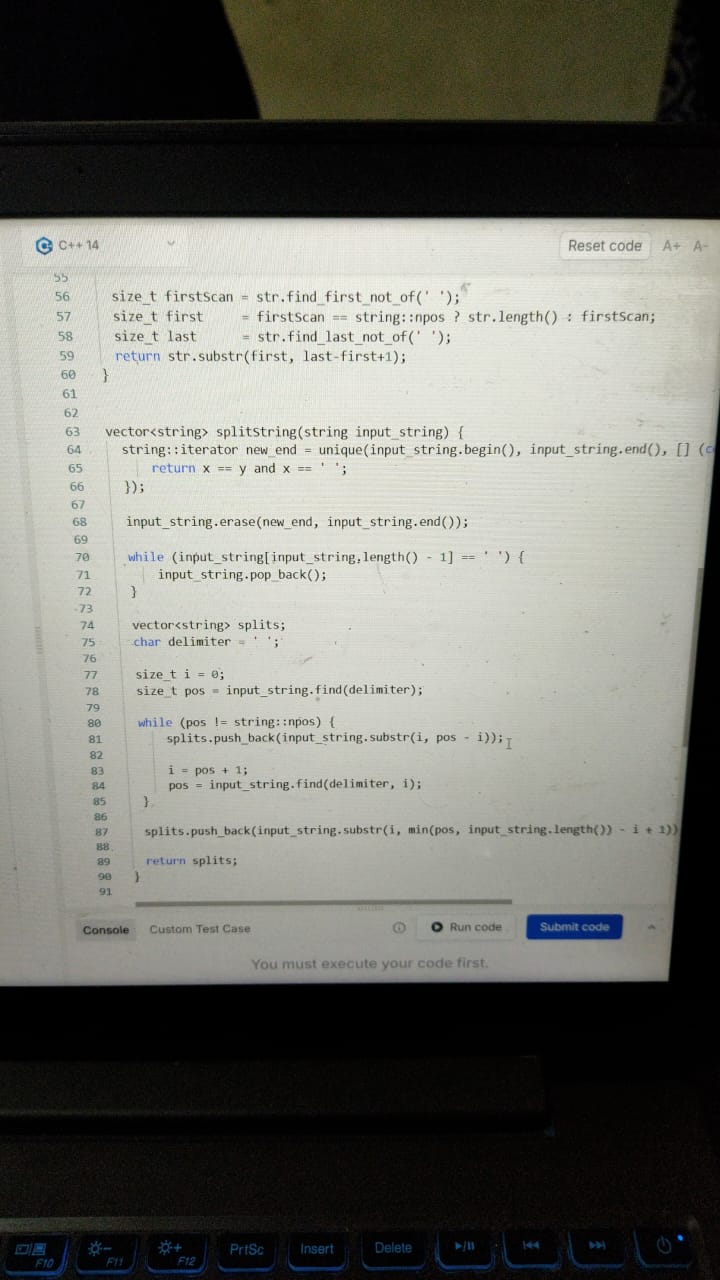 C++ 14
Reset code A+ A-
55
56 size_t firstScan = str.find_first_not_of(' ');
57 size_t first = firstScan == string::npos ? str.length() : firstScan;
58 size_t last = str.find_last_not_of(' ');
59 return str.substr(first, last-first+1);
60 }
61
62
63 vector<string> splitString(string input_string) {
64 string::iterator new_end = unique(input_string.begin(), input_string.end(), [] (
65 return x == y and x == ' ';
66 });
67
68 input_string.erase(new_end, input_string.end());
69
70 while (input_string[input_string.length() - 1] == ' ') {
71 input_string.pop_back();
72 }
73
74 vector<string> splits;
75 char delimiter = ' ';
76
77 size_t i = 0;
78 size_t pos = input_string.find(delimiter);
79
80 while (pos != string::npos) {
81 splits.push_back(input_string.substr(i, pos - i));
82
83 i = pos + 1;
84 pos = input_string.find(delimiter, i);
85 }
86
87 splits.push_back(input_string.substr(i, min(pos, input_string.length()) - i + 1))
88
89 return splits;
90 }
91
Console Custom Test Case Run code Submit code
You must execute your code first.
F10 F11 F12 PrtSc Insert Delete